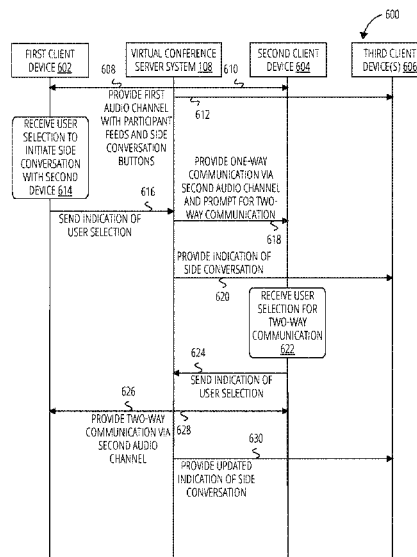 600
FIRST CLIENT
DEVICE 602
VIRTUAL CONFERENCE
SERVER SYSTEM 108
SECOND CLIENT
DEVICE 604
THIRD CLIENT
DEVICE(S) 606
608
610
PROVIDE FIRST
AUDIO CHANNEL
WITH PARTICIPANT
FEEDS AND SIDE
CONVERSATION
BUTTONS
612
RECEIVE USER
SELECTION TO
INITIATE SIDE
CONVERSATION
WITH SECOND
DEVICE 614
616
SEND INDICATION OF
USER SELECTION
PROVIDE ONE-WAY
COMMUNICATION VIA
SECOND AUDIO CHANNEL
AND PROMPT FOR TWO-
WAY COMMUNICATION
618
PROVIDE INDICATION OF
SIDE CONVERSATION
620
RECEIVE USER
SELECTION FOR
TWO-WAY
COMMUNICATION
622
624
SEND INDICATION OF
USER SELECTION
626
PROVIDE TWO-WAY
COMMUNICATION VIA
SECOND AUDIO
CHANNEL
628
630
PROVIDE UPDATED
INDICATION OF SIDE
CONVERSATION